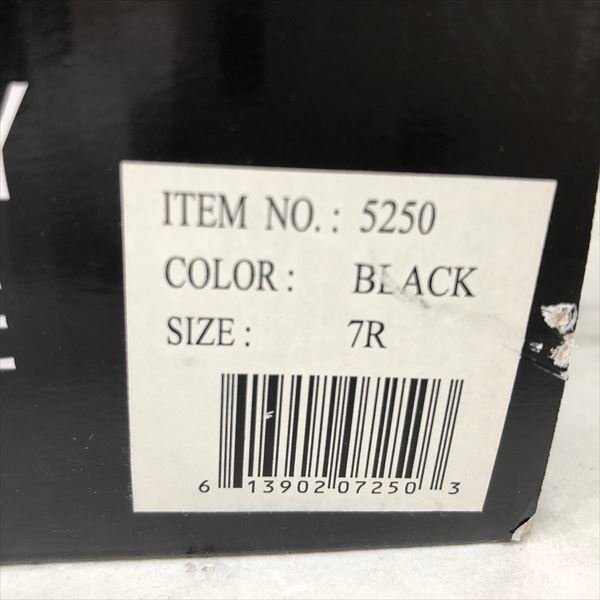 ITEM NO.: 5250
COLOR: BLACK
SIZE: 7R
6 13902 07250 3